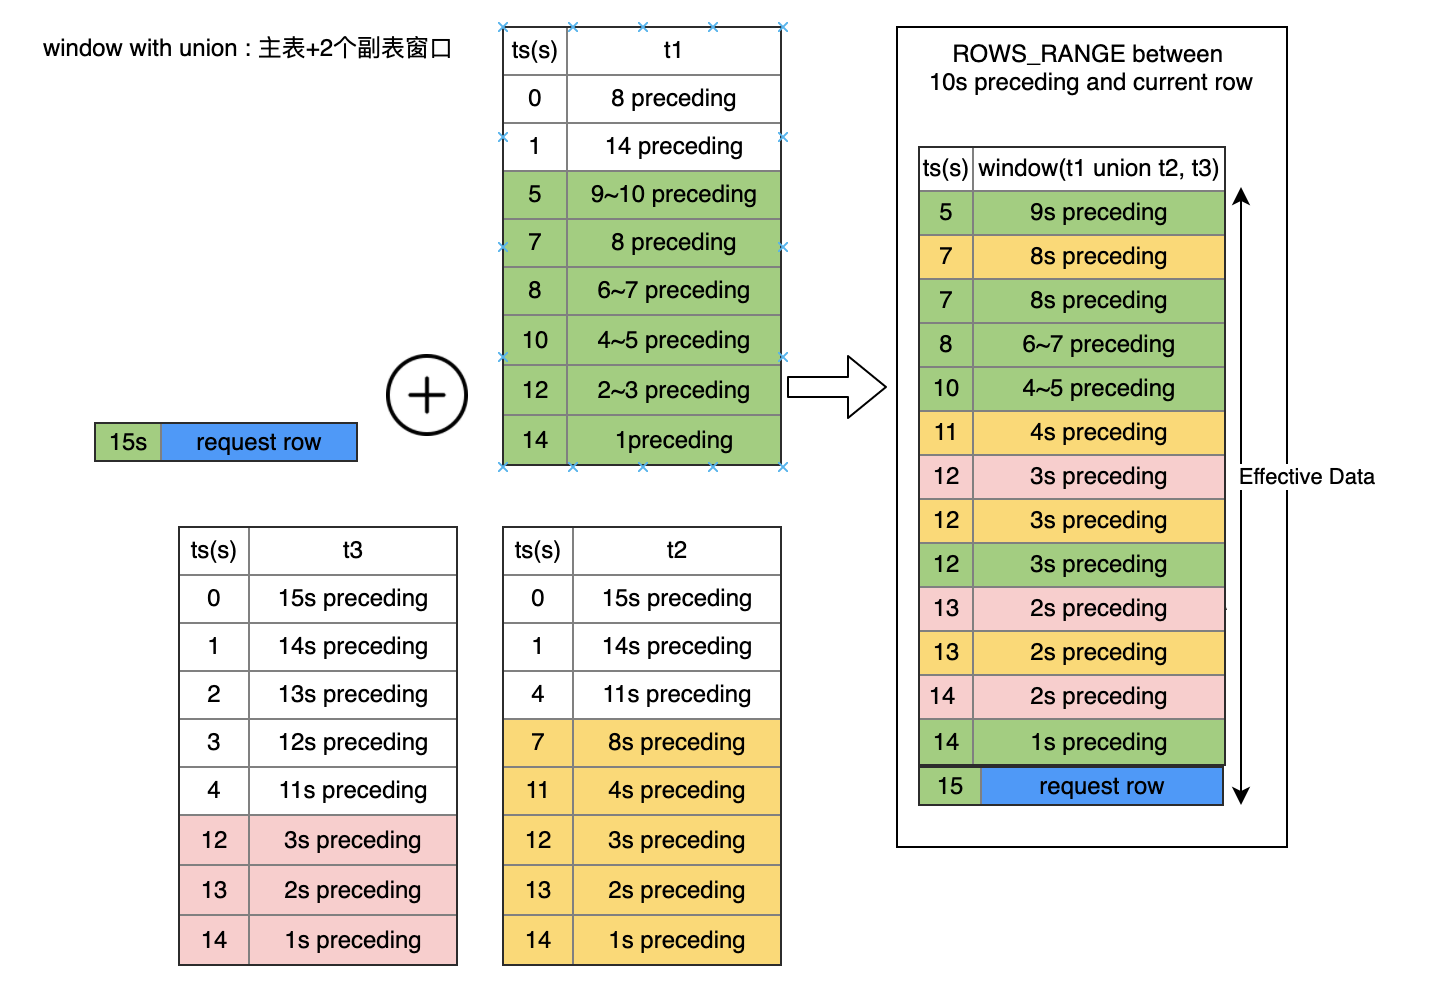 window with union : 主表+2个副表窗口
ts(s) t1
0 8 preceding
1 14 preceding
5 9~10 preceding
7 8 preceding
8 6~7 preceding
10 4~5 preceding
12 2~3 preceding
14 1preceding
15s request row
ts(s) t3
0 15s preceding
1 14s preceding
2 13s preceding
3 12s preceding
4 11s preceding
12 3s preceding
13 2s preceding
14 1s preceding
ts(s) t2
0 15s preceding
1 14s preceding
4 11s preceding
7 8s preceding
11 4s preceding
12 3s preceding
13 2s preceding
14 1s preceding
ROWS_RANGE between
10s preceding and current row
ts(s) window(t1 union t2, t3)
5 9s preceding
7 8s preceding
7 8s preceding
8 6~7 preceding
10 4~5 preceding
11 4s preceding
12 3s preceding
12 3s preceding
12 3s preceding
13 2s preceding
13 2s preceding
14 2s preceding
14 1s preceding
15 request row
Effective Data